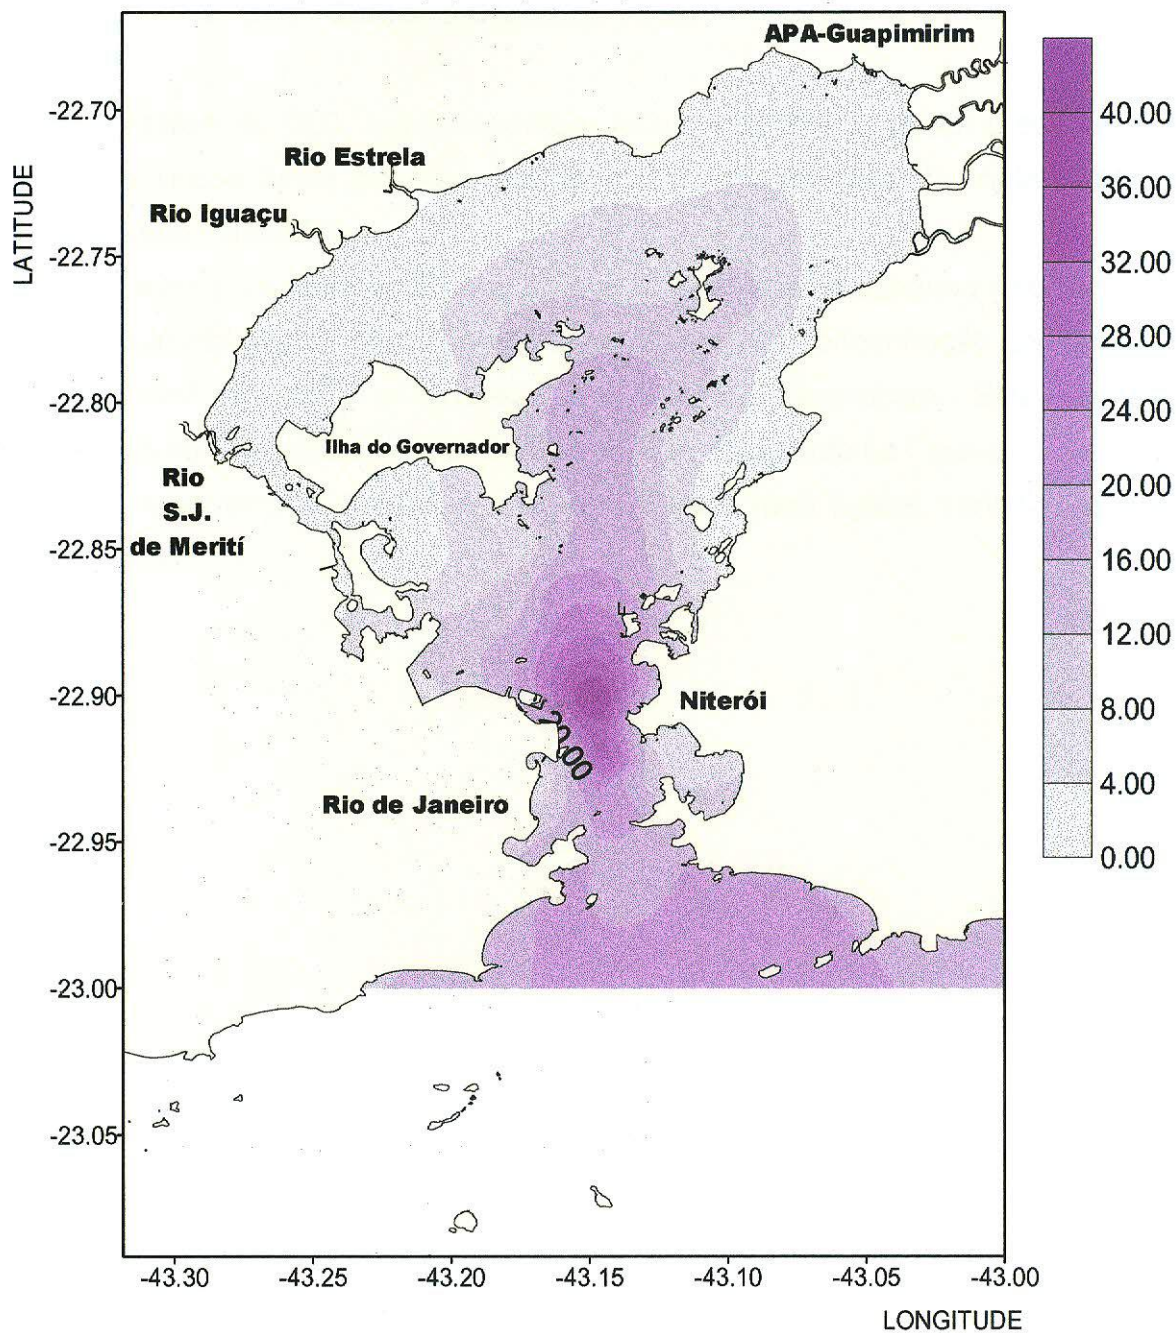 APA-Guapimirim
Rio Estrela
Rio Iguaçu
Ilha do Governador
Rio
S.J.
de Merití
Niterói
20.00
Rio de Janeiro
LATITUDE
-22.70
-22.75
-22.80
-22.85
-22.90
-22.95
-23.00
-23.05
-43.30
-43.25
-43.20
-43.15
-43.10
-43.05
-43.00
LONGITUDE
40.00
36.00
32.00
28.00
24.00
20.00
16.00
12.00
8.00
4.00
0.00